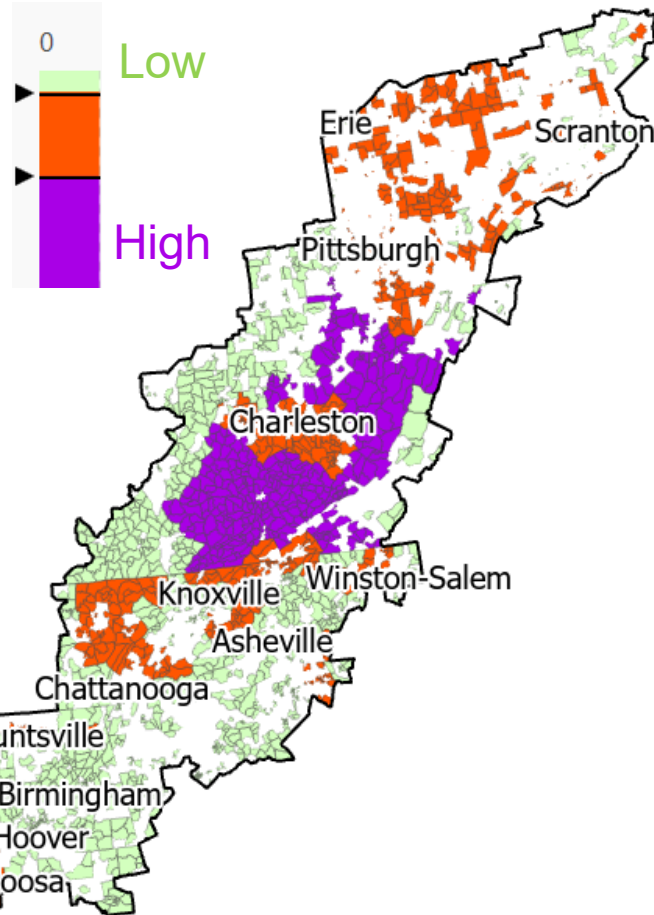 0
Low
High
Erie
Scranton
Pittsburgh
Charleston
Knoxville
Winston-Salem
Asheville
Chattanooga
untsville
Birmingham
Hoover
oosa